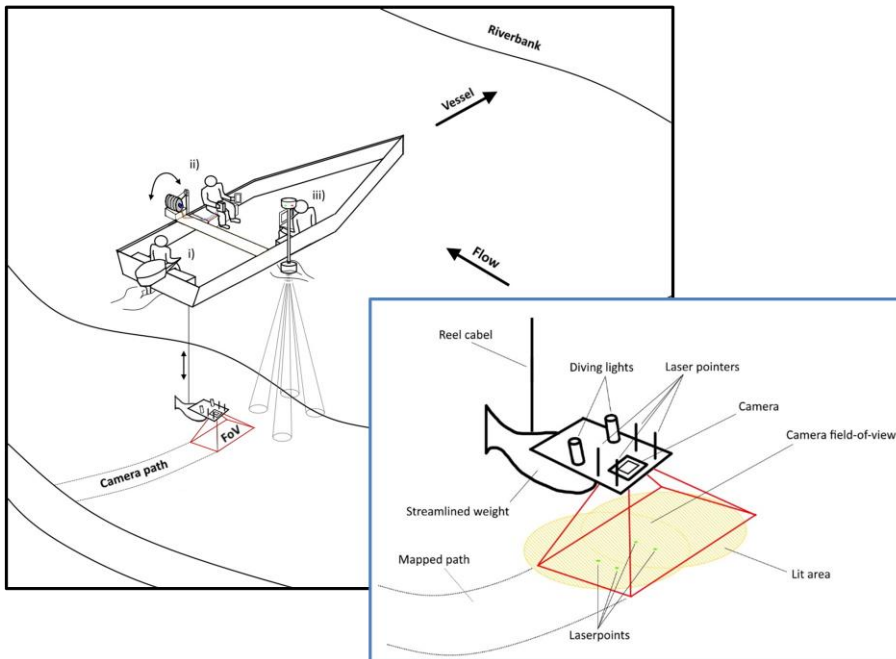 Riverbank
Vessel
ii)
iii)
i)
Flow
FoV
Camera path
Reel cabel
Diving lights
Laser pointers
Camera
Camera field-of-view
Streamlined weight
Mapped path
Lit area
Laserpoints